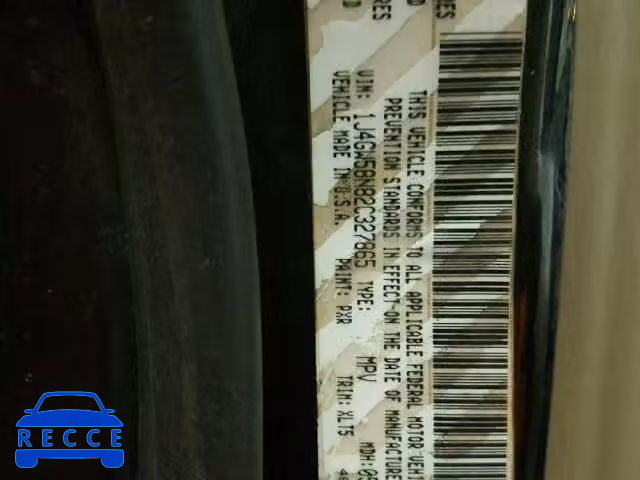 THIS VEHICLE CONFORMS TO ALL APPLICABLE FEDERAL MOTOR
PREVENTION STANDARDS IN EFFECT ON THE DATE OF MANUFACTURE
VIN: 1J4GW58N82C327865 TYPE: MPV MDH:
VEHICLE MADE IN U.S.A. PAINT: PXR TRIM: XLT5
RECCE